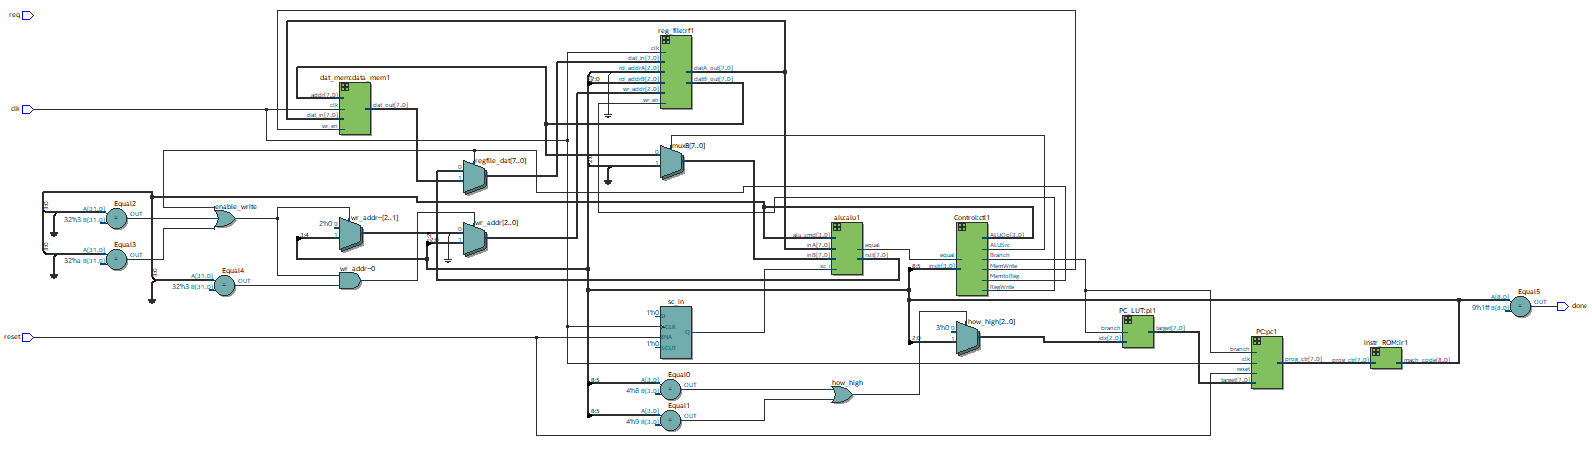 req
clk
reset
dat_mem:data_mem1
addr[7..0]
clk
dat_in[7..0]
wr_en
dat_out[7..0]
reg_file:rf1
clk
dat_in[7..0]
rd_addrA[2..0]
rd_addrB[2..0]
wr_addr[2..0]
wr_en
datA_out[7..0]
datB_out[7..0]
2:0
regfile_dat[7..0]
0
1
muxB[7..0]
0
1
Equal2
A[31..0]
32'h3 B[31..0]
OUT
Equal3
A[31..0]
32'ha B[31..0]
OUT
Equal4
A[31..0]
32'h3 B[31..0]
OUT
enable_write
wr_addr~[2..1]
2'h0 0
1
3:4
wr_addr[2..0]
0
1
wr_addr~0
alu:alu1
alu_cmd[3..0]
inA[7..0]
inB[7..0]
sc_i
equal
rslt[7..0]
Control:ctl1
equal
instr[3..0]
ALUOp[3..0]
ALUSrc
Branch
MemWrite
MemtoReg
RegWrite
8:5
sc_in
1'h0 D
CLK
ENA
1'h0 SCLR
Q
how_high[2..0]
3'h0 0
1
2:0
PC_LUT:pl1
branch
idx[2..0]
target[7..0]
PC:pc1
branch
clk
reset
target[7..0]
prog_ctr[7..0]
instr_ROM:ir1
prog_ctr[7..0]
mach_code[8..0]
Equal5
A[8..0]
9'h1ff B[8..0]
OUT
done
8:5
Equal0
A[3..0]
4'h8 B[3..0]
OUT
8:5
Equal1
A[3..0]
4'h9 B[3..0]
OUT
how_high